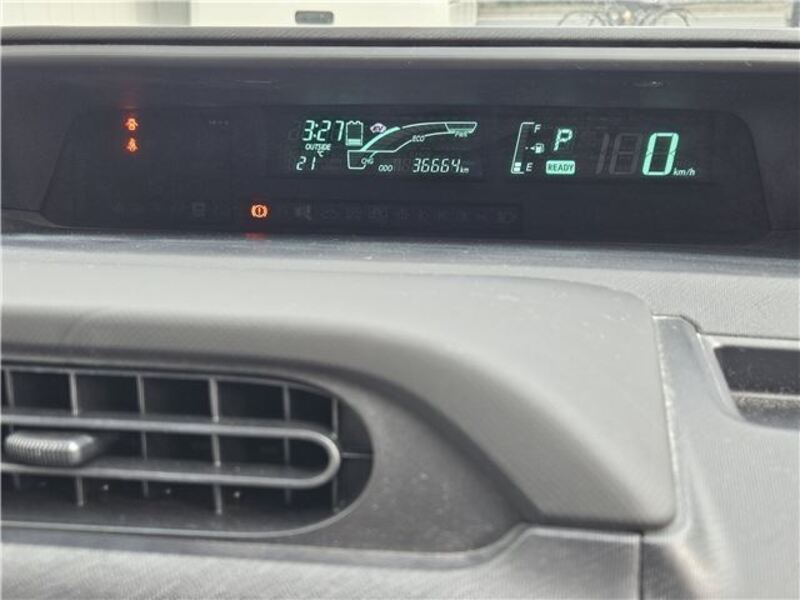 3:27
OUTSIDE
21 °C
ECO
PWR
CHG
ODO 36664 km
F
E
P
READY
0 km/h